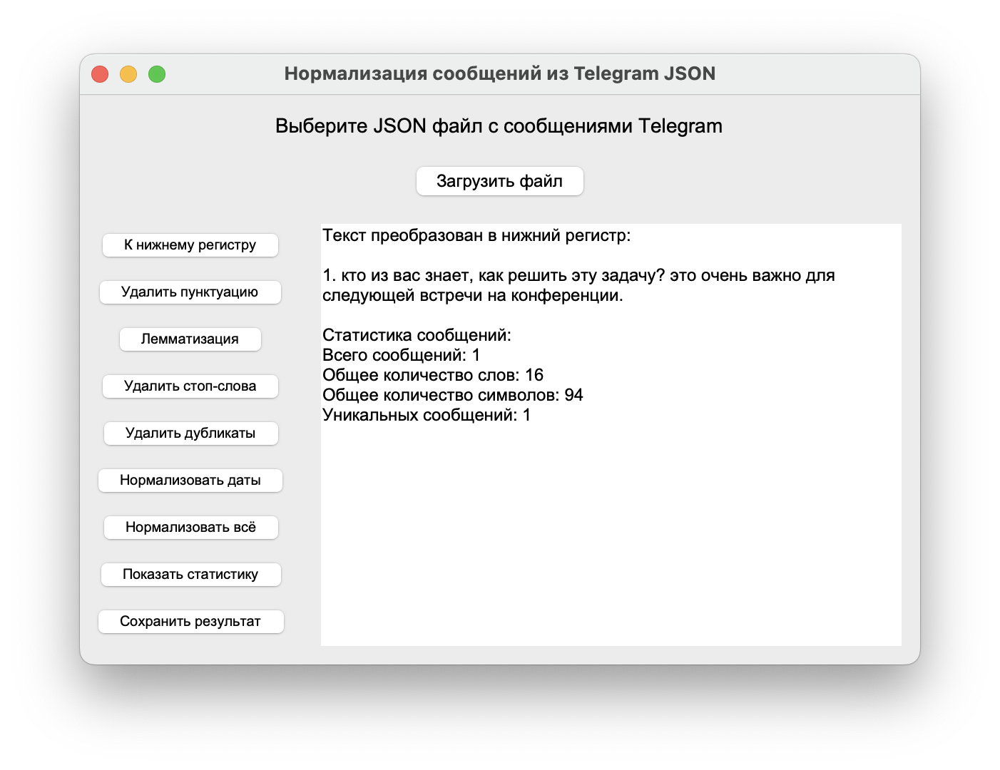 Нормализация сообщений из Telegram JSON
Выберите JSON файл с сообщениями Telegram
Загрузить файл
К нижнему регистру
Удалить пунктуацию
Лемматизация
Удалить стоп-слова
Удалить дубликаты
Нормализовать даты
Нормализовать всё
Показать статистику
Сохранить результат
Текст преобразован в нижний регистр:
1. кто из вас знает, как решить эту задачу? это очень важно для
следующей встречи на конференции.
Статистика сообщений:
Всего сообщений: 1
Общее количество слов: 16
Общее количество символов: 94
Уникальных сообщений: 1